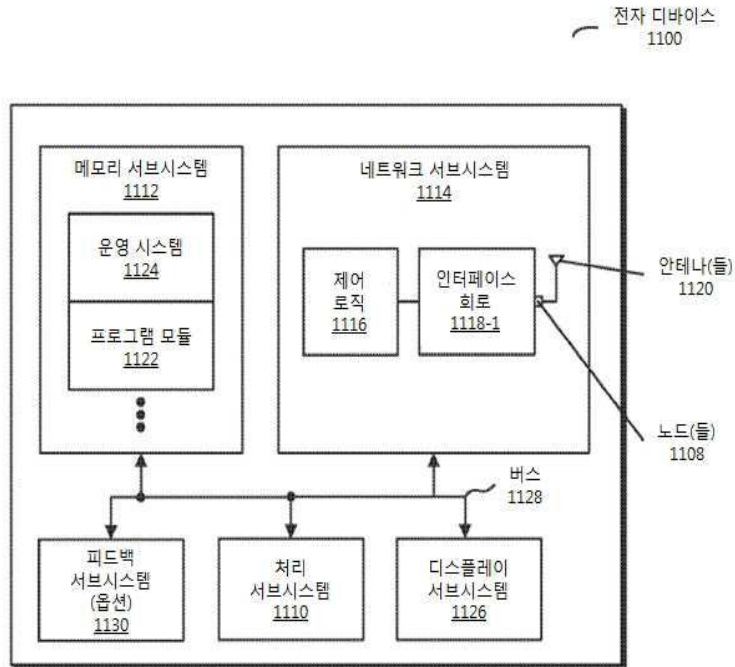 전자 디바이스
1100
메모리 서브시스템
1112
운영 시스템
1124
프로그램 모듈
1122
네트워크 서브시스템
1114
제어
로직
1116
인터페이스
회로
1118-1
안테나(들)
1120
노드(들)
1108
버스
1128
피드백
서브시스템
(옵션)
1130
처리
서브시스템
1110
디스플레이
서브시스템
1126